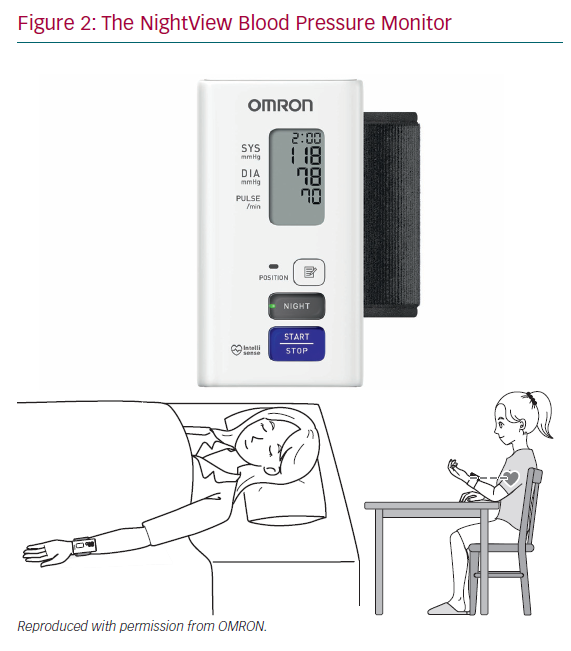 Figure 2: The NightView Blood Pressure Monitor
OMRON
2:00
SYS
mmHg
118
DIA
mmHg
78
PULSE
/min
70
POSITION
NIGHT
Intelli
sense
START
STOP
Reproduced with permission from OMRON.